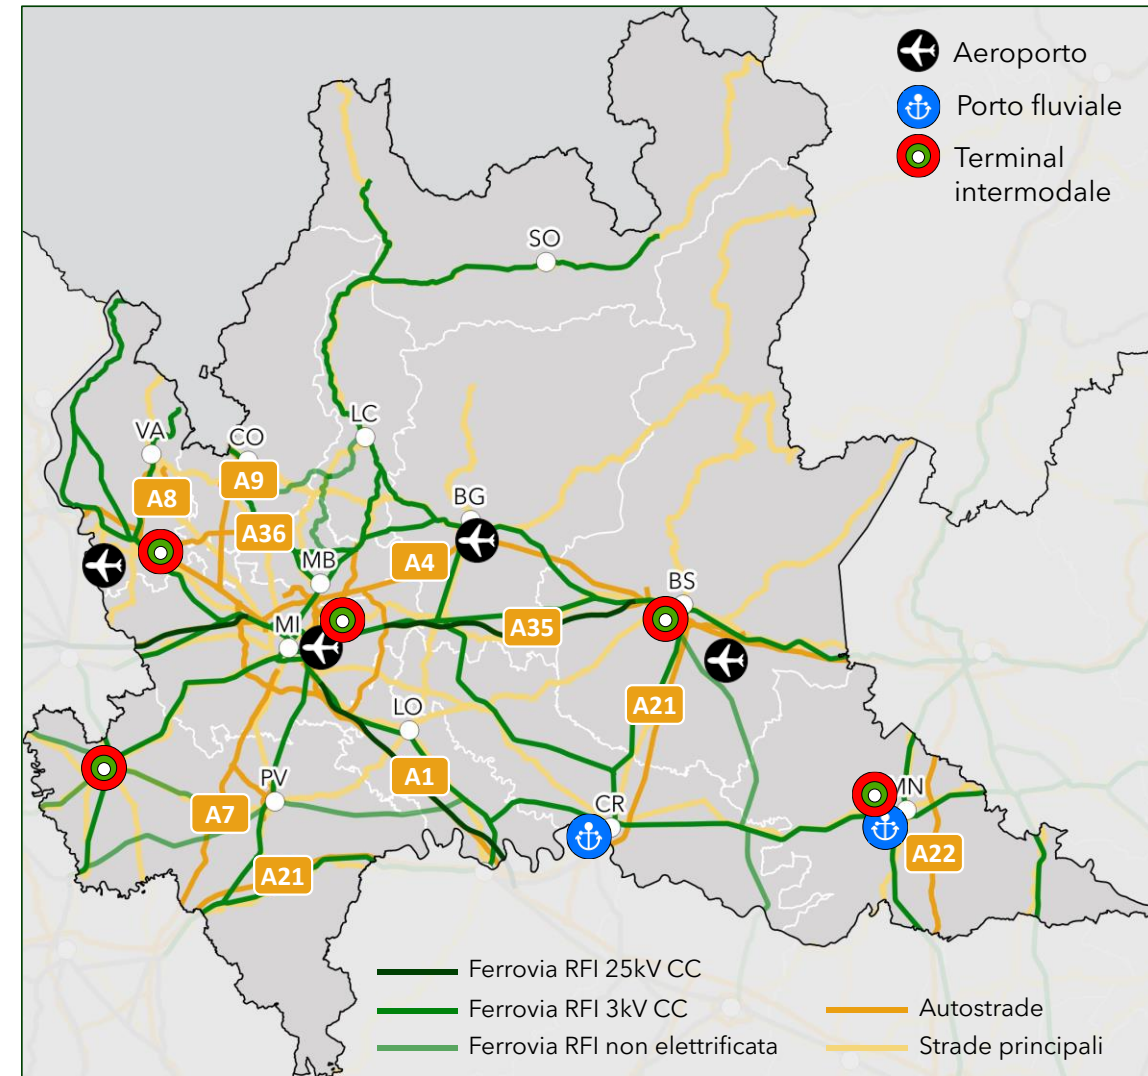 Aeroporto
Porto fluviale
Terminal
intermodale
SO
LC
VA
CO
A9
A8
BG
A36
A4
MB
BS
A35
MI
A21
LO
A1
PV
MN
CR
A7
A22
A21
Ferrovia RFI 25kV CC
Ferrovia RFI 3kV CC
Autostrade
Ferrovia RFI non elettrificata
Strade principali